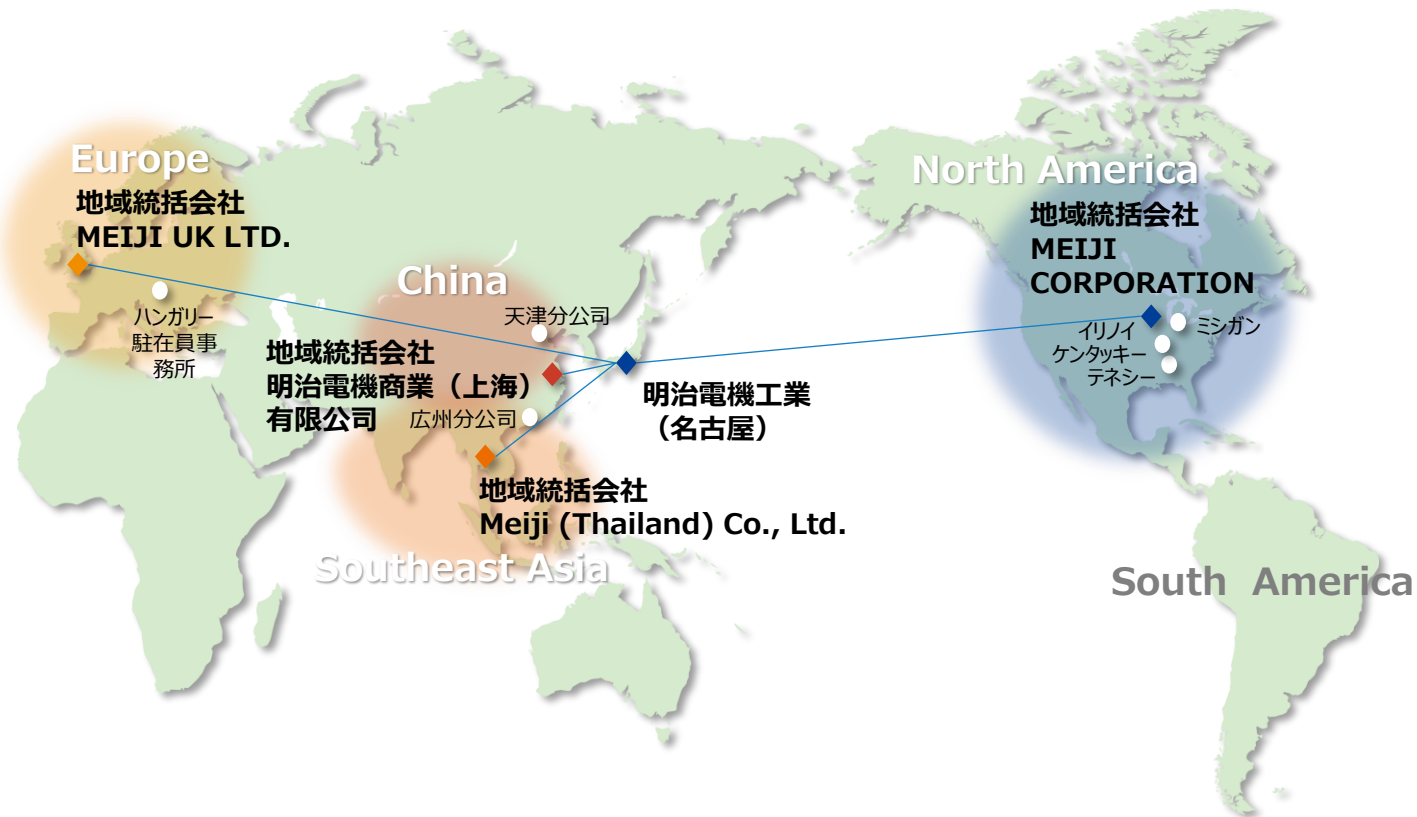 Europe
地域統括会社
MEIJI UK LTD.
ハンガリー
駐在員事
務所
China
天津分公司
地域統括会社
明治電機商業（上海）
有限公司
広州分公司
明治電機工業
（名古屋）
地域統括会社
Meiji (Thailand) Co., Ltd.
Southeast Asia
North America
地域統括会社
MEIJI
CORPORATION
イリノイ
ミシガン
ケンタッキー
テネシー
South America